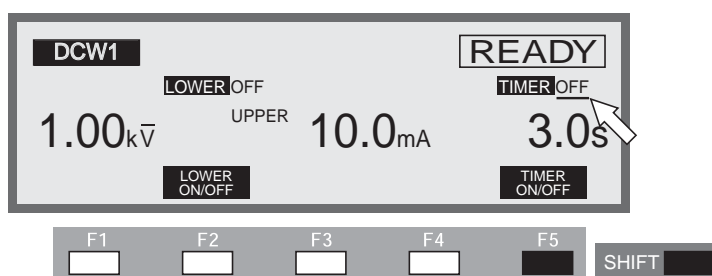 DCW1 READY
LOWER OFF TIMER OFF
UPPER
1.00kV̅ 10.0mA 3.0s
LOWER TIMER
ON/OFF ON/OFF
F1 F2 F3 F4 F5
SHIFT